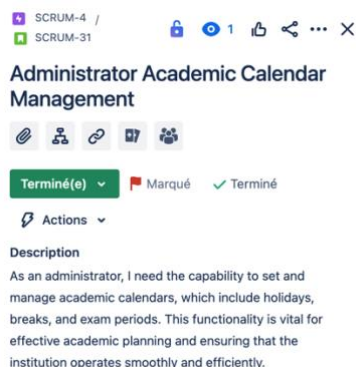 SCRUM-4 /
SCRUM-31
1
Administrator Academic Calendar
Management
Terminé(e)
Marqué
Terminé
Actions
Description
As an administrator, I need the capability to set and
manage academic calendars, which include holidays,
breaks, and exam periods. This functionality is vital for
effective academic planning and ensuring that the
institution operates smoothly and efficiently.